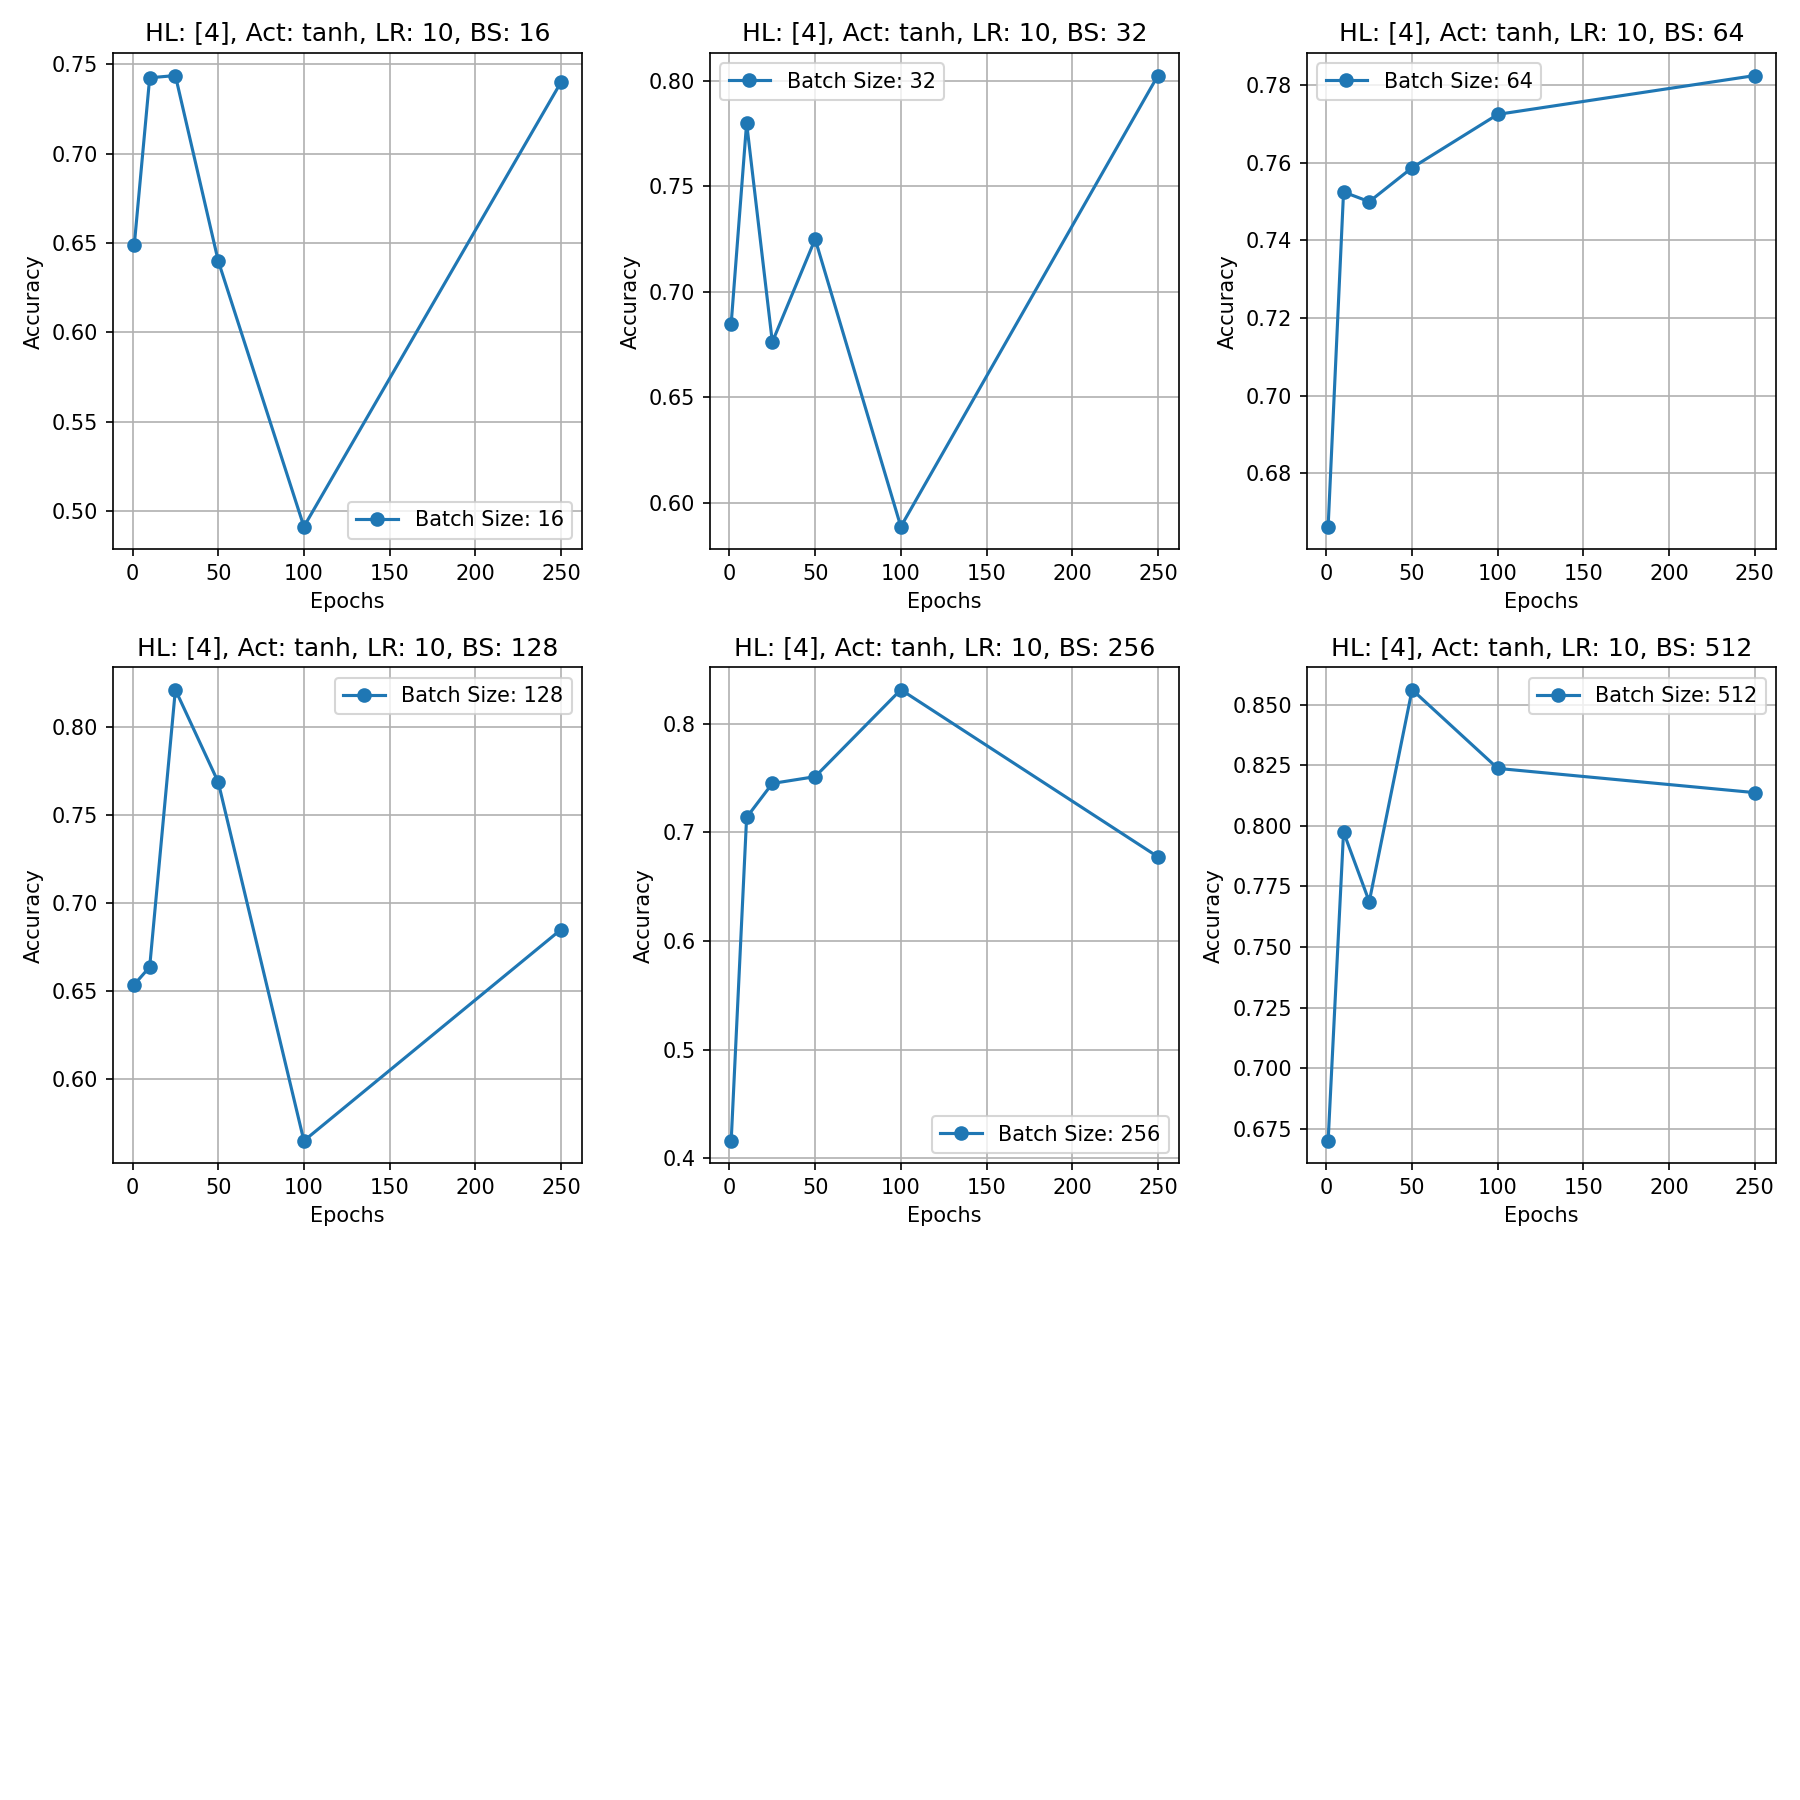 HL: [4], Act: tanh, LR: 10, BS: 16
0.75
0.70
0.65
0.60
0.55
0.50
Accuracy
Batch Size: 16
0 50 100 150 200 250
Epochs
HL: [4], Act: tanh, LR: 10, BS: 32
0.80
0.75
0.70
0.65
0.60
Accuracy
Batch Size: 32
0 50 100 150 200 250
Epochs
HL: [4], Act: tanh, LR: 10, BS: 64
0.78
0.76
0.74
0.72
0.70
0.68
Accuracy
Batch Size: 64
0 50 100 150 200 250
Epochs
HL: [4], Act: tanh, LR: 10, BS: 128
0.80
0.75
0.70
0.65
0.60
Accuracy
Batch Size: 128
0 50 100 150 200 250
Epochs
HL: [4], Act: tanh, LR: 10, BS: 256
0.8
0.7
0.6
0.5
0.4
Accuracy
Batch Size: 256
0 50 100 150 200 250
Epochs
HL: [4], Act: tanh, LR: 10, BS: 512
0.850
0.825
0.800
0.775
0.750
0.725
0.700
0.675
Accuracy
Batch Size: 512
0 50 100 150 200 250
Epochs